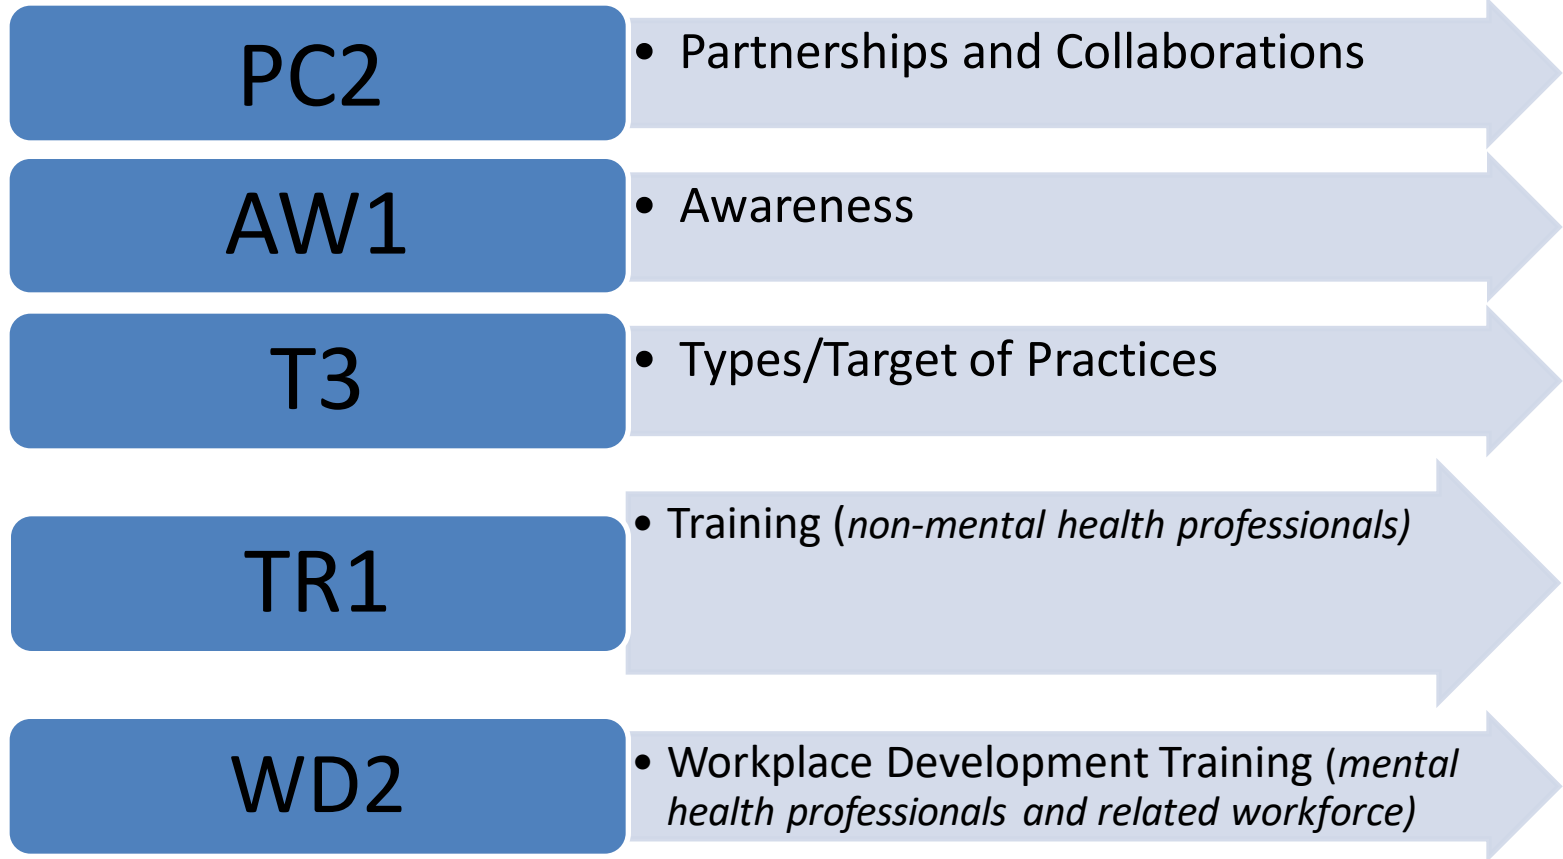 PC2
• Partnerships and Collaborations
AW1
• Awareness
T3
• Types/Target of Practices
TR1
• Training (non-mental health professionals)
WD2
• Workplace Development Training (mental
health professionals and related workforce)